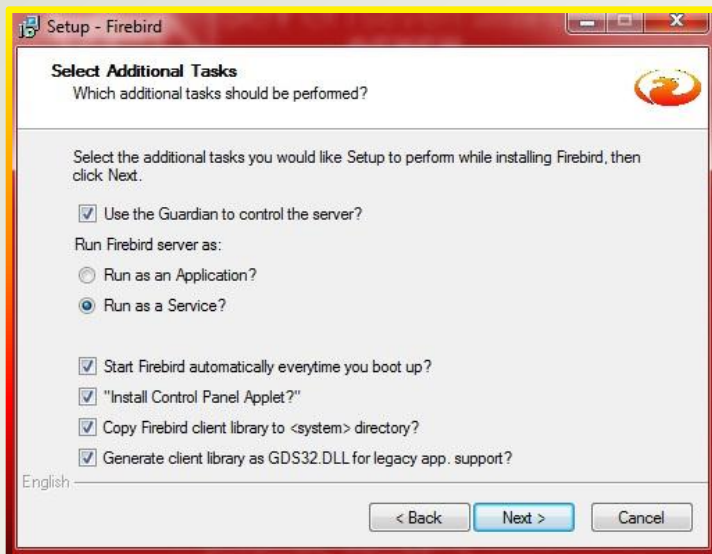 Setup - Firebird
Select Additional Tasks
Which additional tasks should be performed?
Select the additional tasks you would like Setup to perform while installing Firebird, then
click Next.
Use the Guardian to control the server?
Run Firebird server as:
Run as an Application?
Run as a Service?
Start Firebird automatically everytime you boot up?
"Install Control Panel Applet?"
Copy Firebird client library to <system> directory?
Generate client library as GDS32.DLL for legacy app. support?
English
< Back Next > Cancel